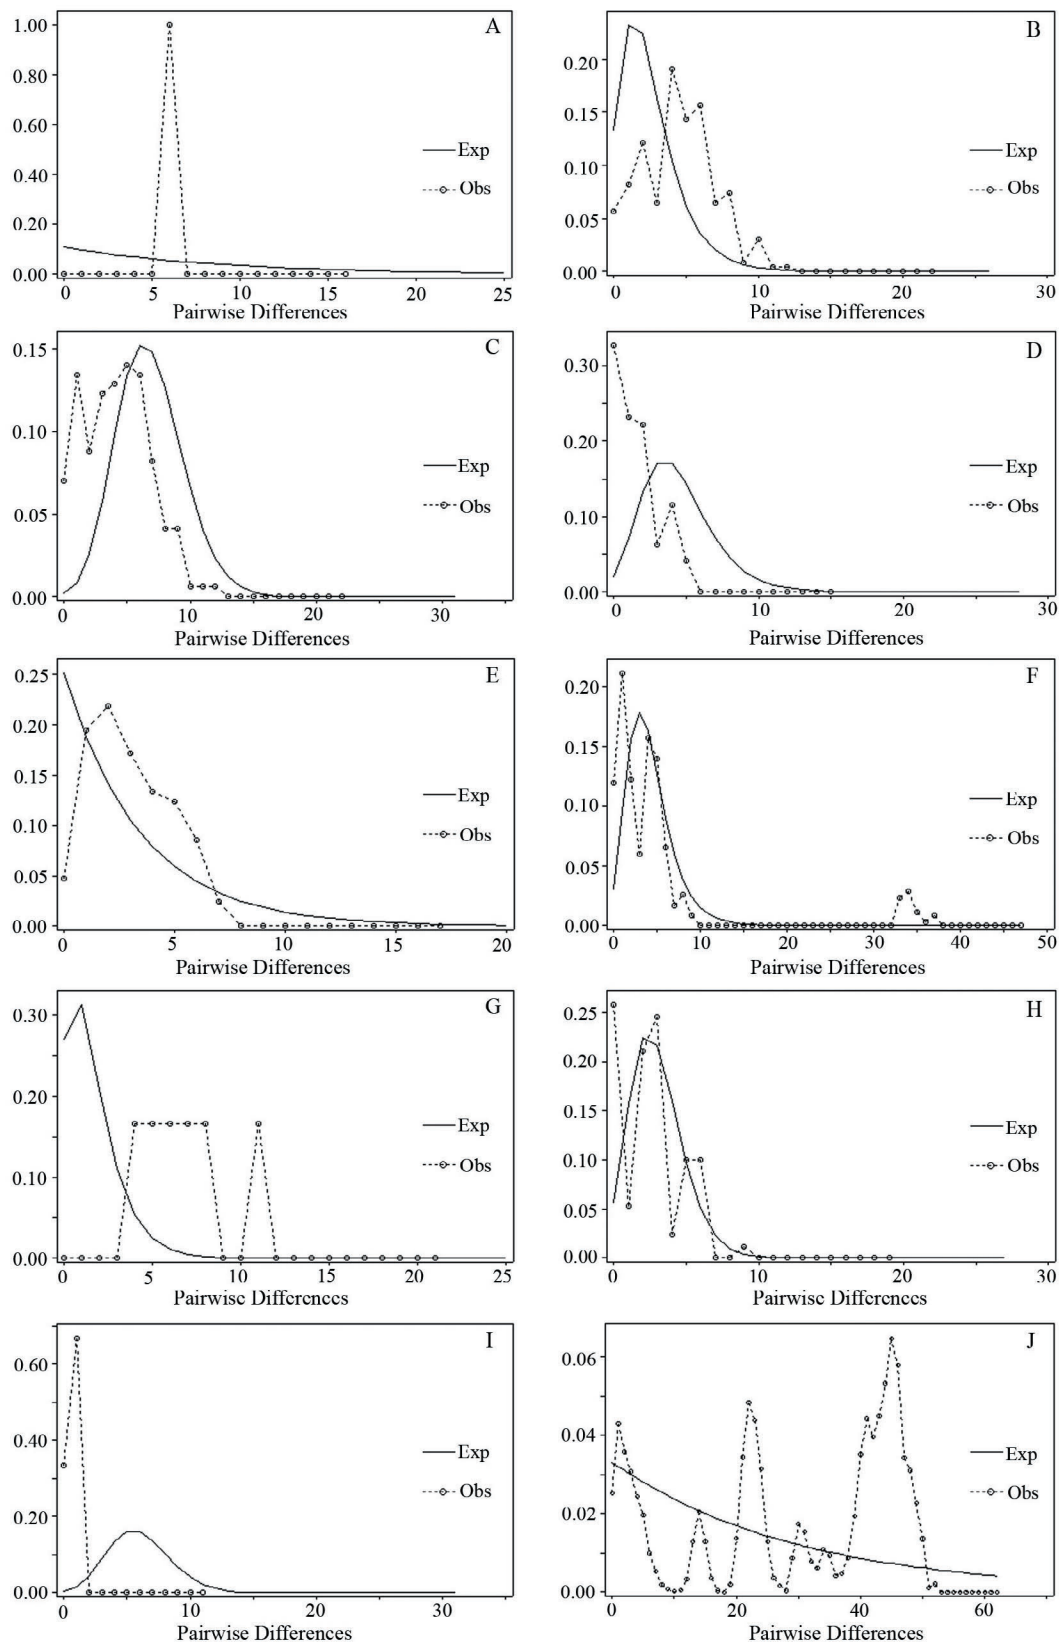 A
1.00
0.80
0.60
0.40
0.20
0.00
Exp
Obs
0 5 10 15 20 25
Pairwise Differences
B
0.20
0.15
0.10
0.05
0.00
Exp
Obs
0 10 20 30
Pairwise Differences
C
0.15
0.10
0.05
0.00
Exp
Obs
0 10 20 30
Pairwise Differences
D
0.30
0.20
0.10
0.00
Exp
Obs
0 10 20 30
Pairwise Differences
E
0.25
0.20
0.15
0.10
0.05
0.00
Exp
Obs
0 5 10 15 20
Pairwise Differences
F
0.20
0.15
0.10
0.05
0.00
Exp
Obs
0 10 20 30 40 50
Pairwise Differences
G
0.30
0.20
0.10
0.00
Exp
Obs
0 5 10 15 20 25
Pairwise Differences
H
0.25
0.20
0.15
0.10
0.05
0.00
Exp
Obs
0 10 20 30
Pairwise Differences
I
0.60
0.40
0.20
0.00
Exp
Obs
0 10 20 30
Pairwise Differences
J
0.06
0.04
0.02
0.00
Exp
Obs
0 20 40 60
Pairwise Differences